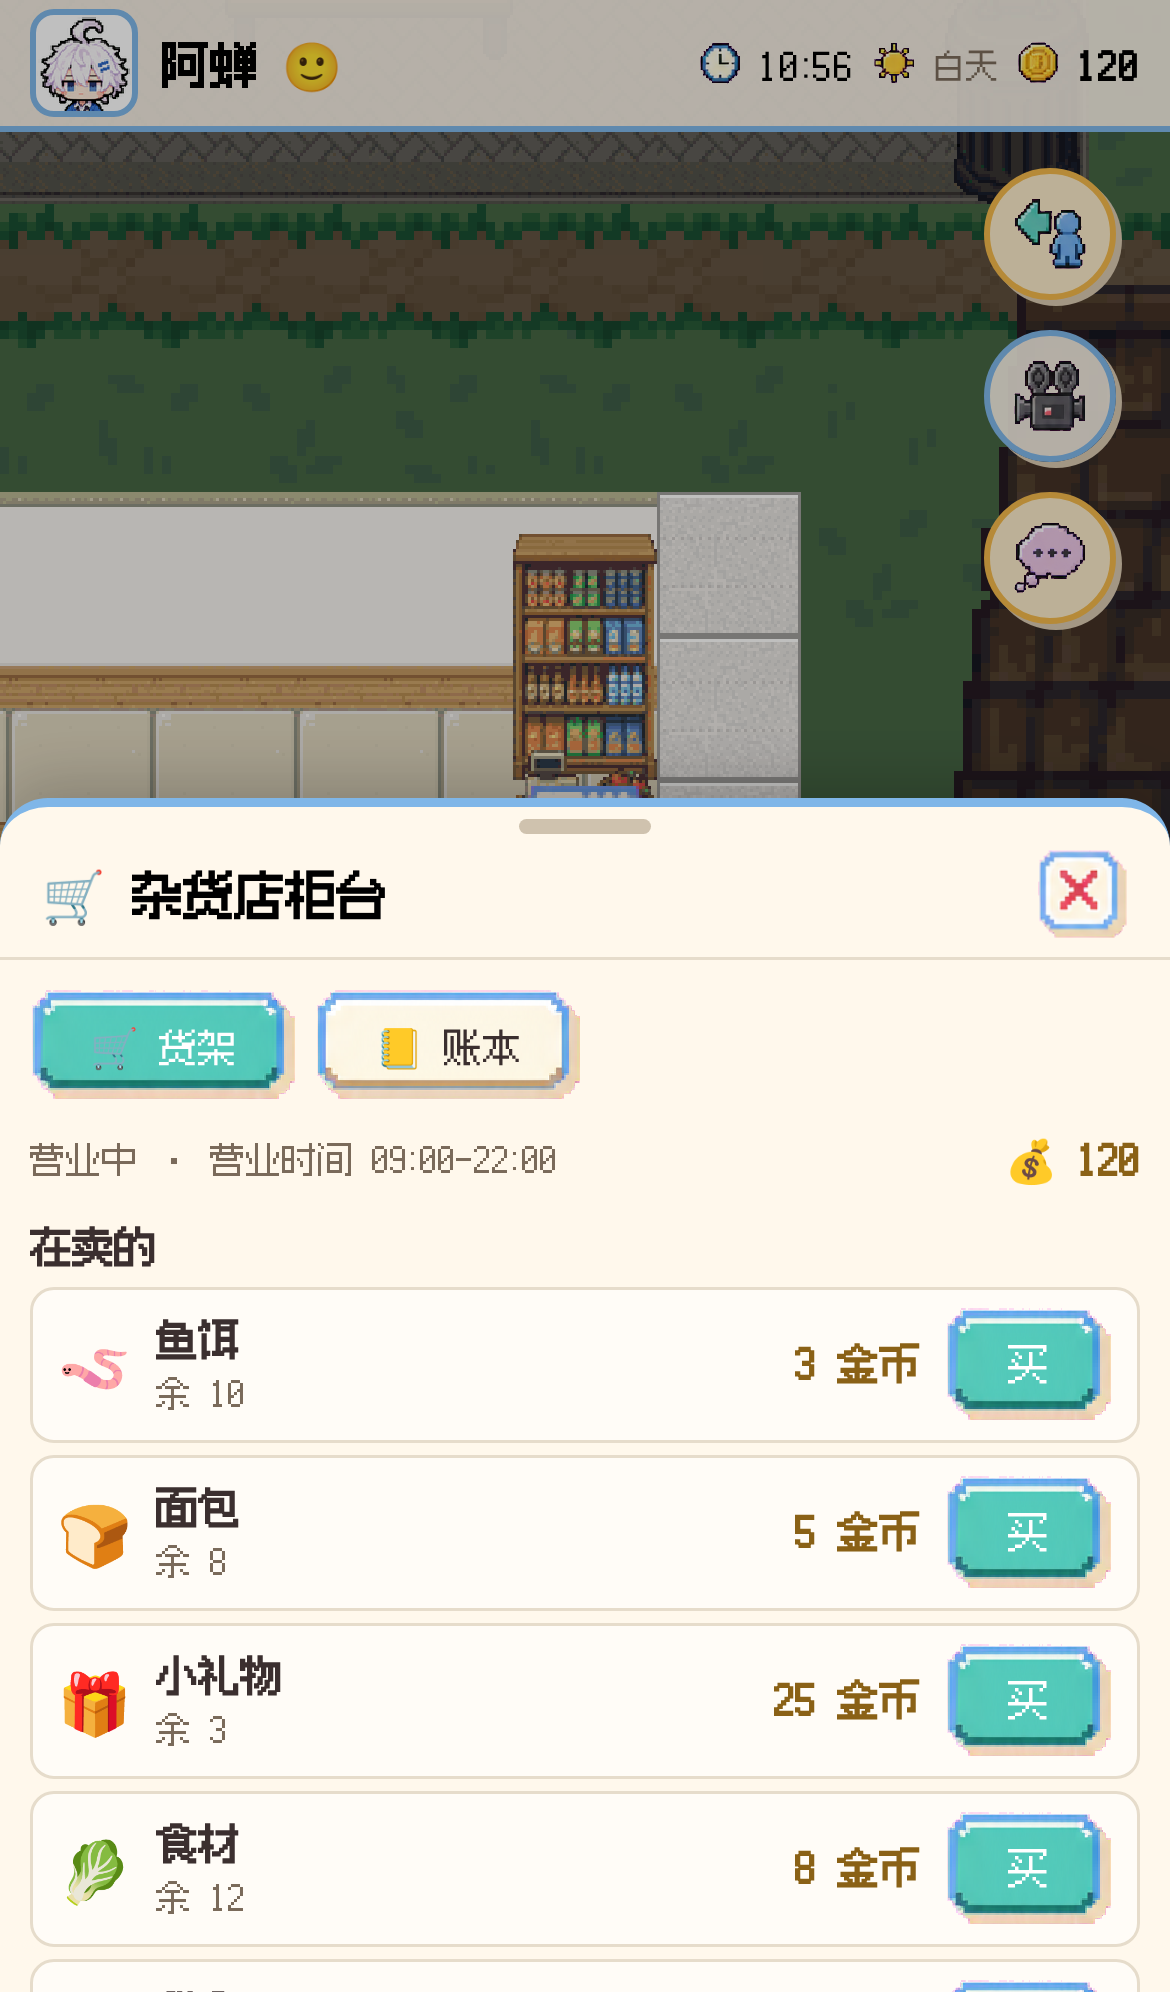 阿蝉 10:56 白天 120
杂货店柜台
货架 账本
营业中 · 营业时间 09:00-22:00 120
在卖的
鱼饵
余 10
3 金币 买
面包
余 8
5 金币 买
小礼物
余 3
25 金币 买
食材
余 12
8 金币 买